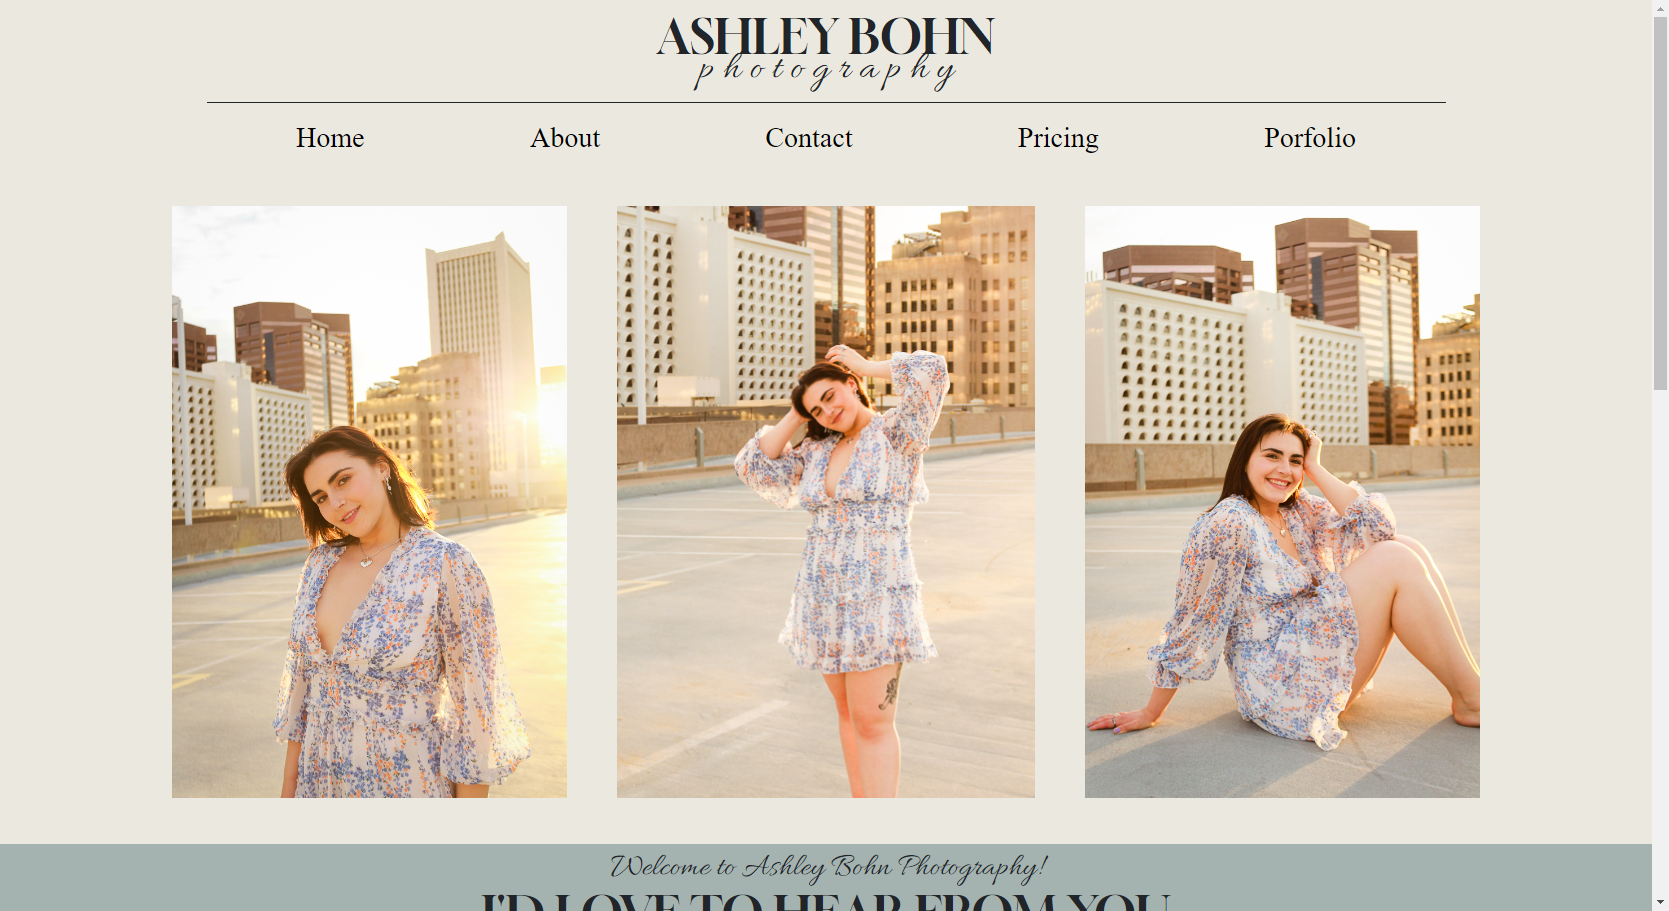 ASHLEY BOHN
photography
Home About Contact Pricing Porfolio
Welcome to Ashley Bohn Photography!
I'D LOVE TO HEAR FROM YOU